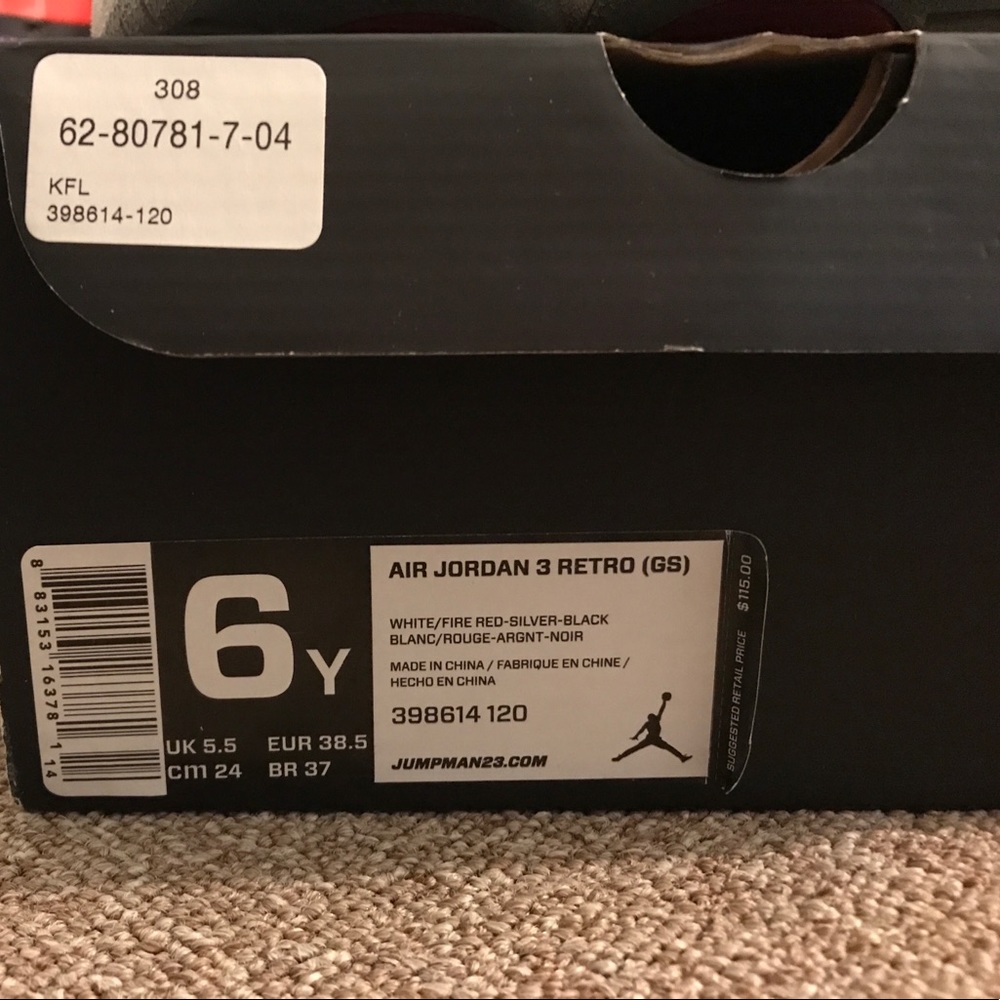 308
62-80781-7-04
KFL
398614-120
8 83153 16378 1 14
6Y
UK 5.5 EUR 38.5
cm 24 BR 37
AIR JORDAN 3 RETRO (GS)
WHITE/FIRE RED-SILVER-BLACK
BLANC/ROUGE-ARGNT-NOIR
MADE IN CHINA / FABRIQUE EN CHINE /
HECHO EN CHINA
398614 120
JUMPMAN23.COM
SUGGESTED RETAIL PRICE $115.00